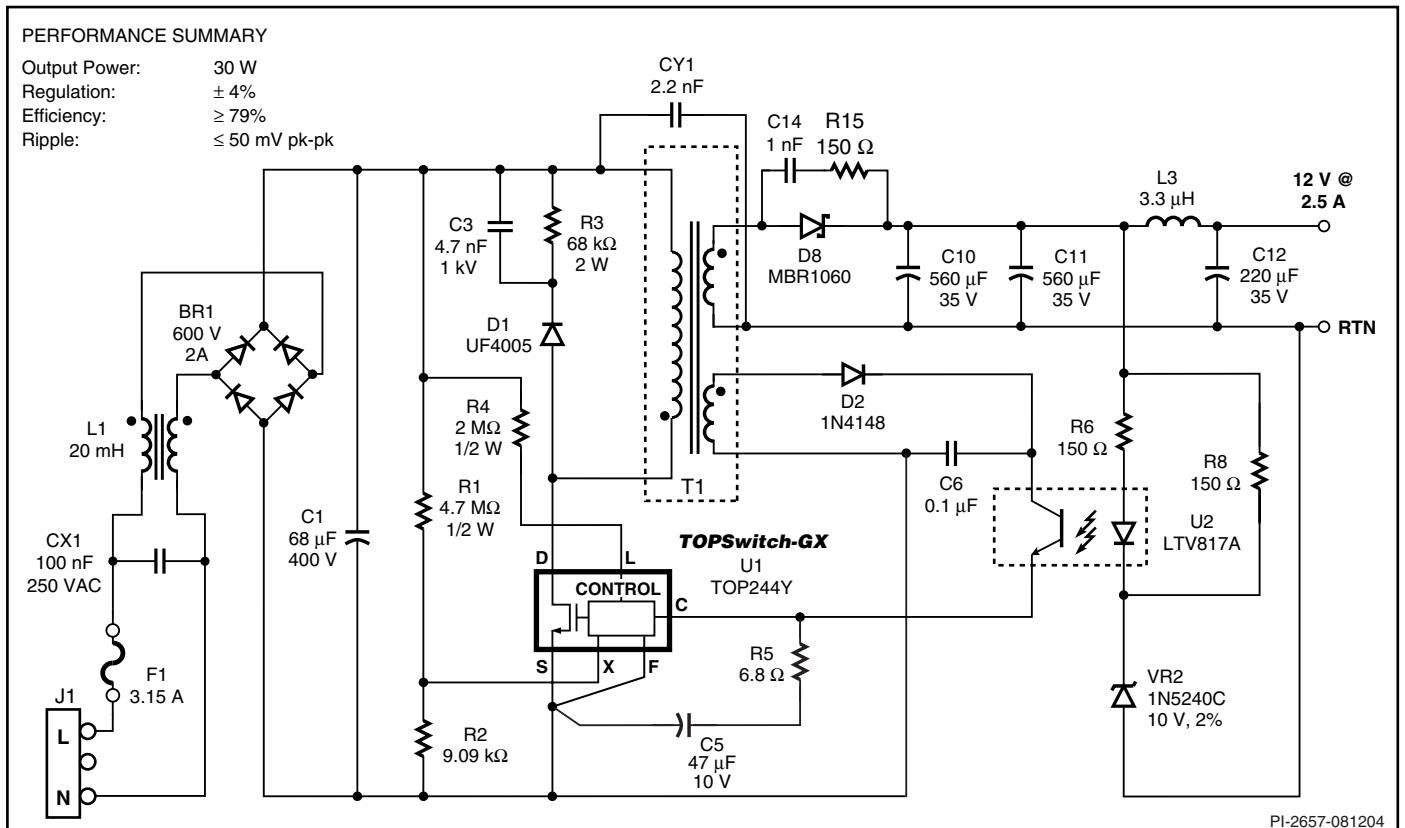 PERFORMANCE SUMMARY
Output Power: 30 W
Regulation: ± 4%
Efficiency: ≥ 79%
Ripple: ≤ 50 mV pk-pk
CY1
2.2 nF
C14
1 nF
R15
150 Ω
L3
3.3 µH
12 V @
2.5 A
C3
4.7 nF
1 kV
R3
68 kΩ
2 W
D8
MBR1060
C10
560 µF
35 V
C11
560 µF
35 V
C12
220 µF
35 V
RTN
BR1
600 V
2A
D1
UF4005
D2
1N4148
L1
20 mH
R4
2 MΩ
1/2 W
R6
150 Ω
R8
150 Ω
T1
C6
0.1 µF
R1
4.7 MΩ
1/2 W
C1
68 µF
400 V
CX1
100 nF
250 VAC
TOPSwitch-GX
U1
TOP244Y
U2
LTV817A
D
L
CONTROL
C
S
X
F
R5
6.8 Ω
F1
3.15 A
J1
L
N
R2
9.09 kΩ
C5
47 µF
10 V
VR2
1N5240C
10 V, 2%
PI-2657-081204